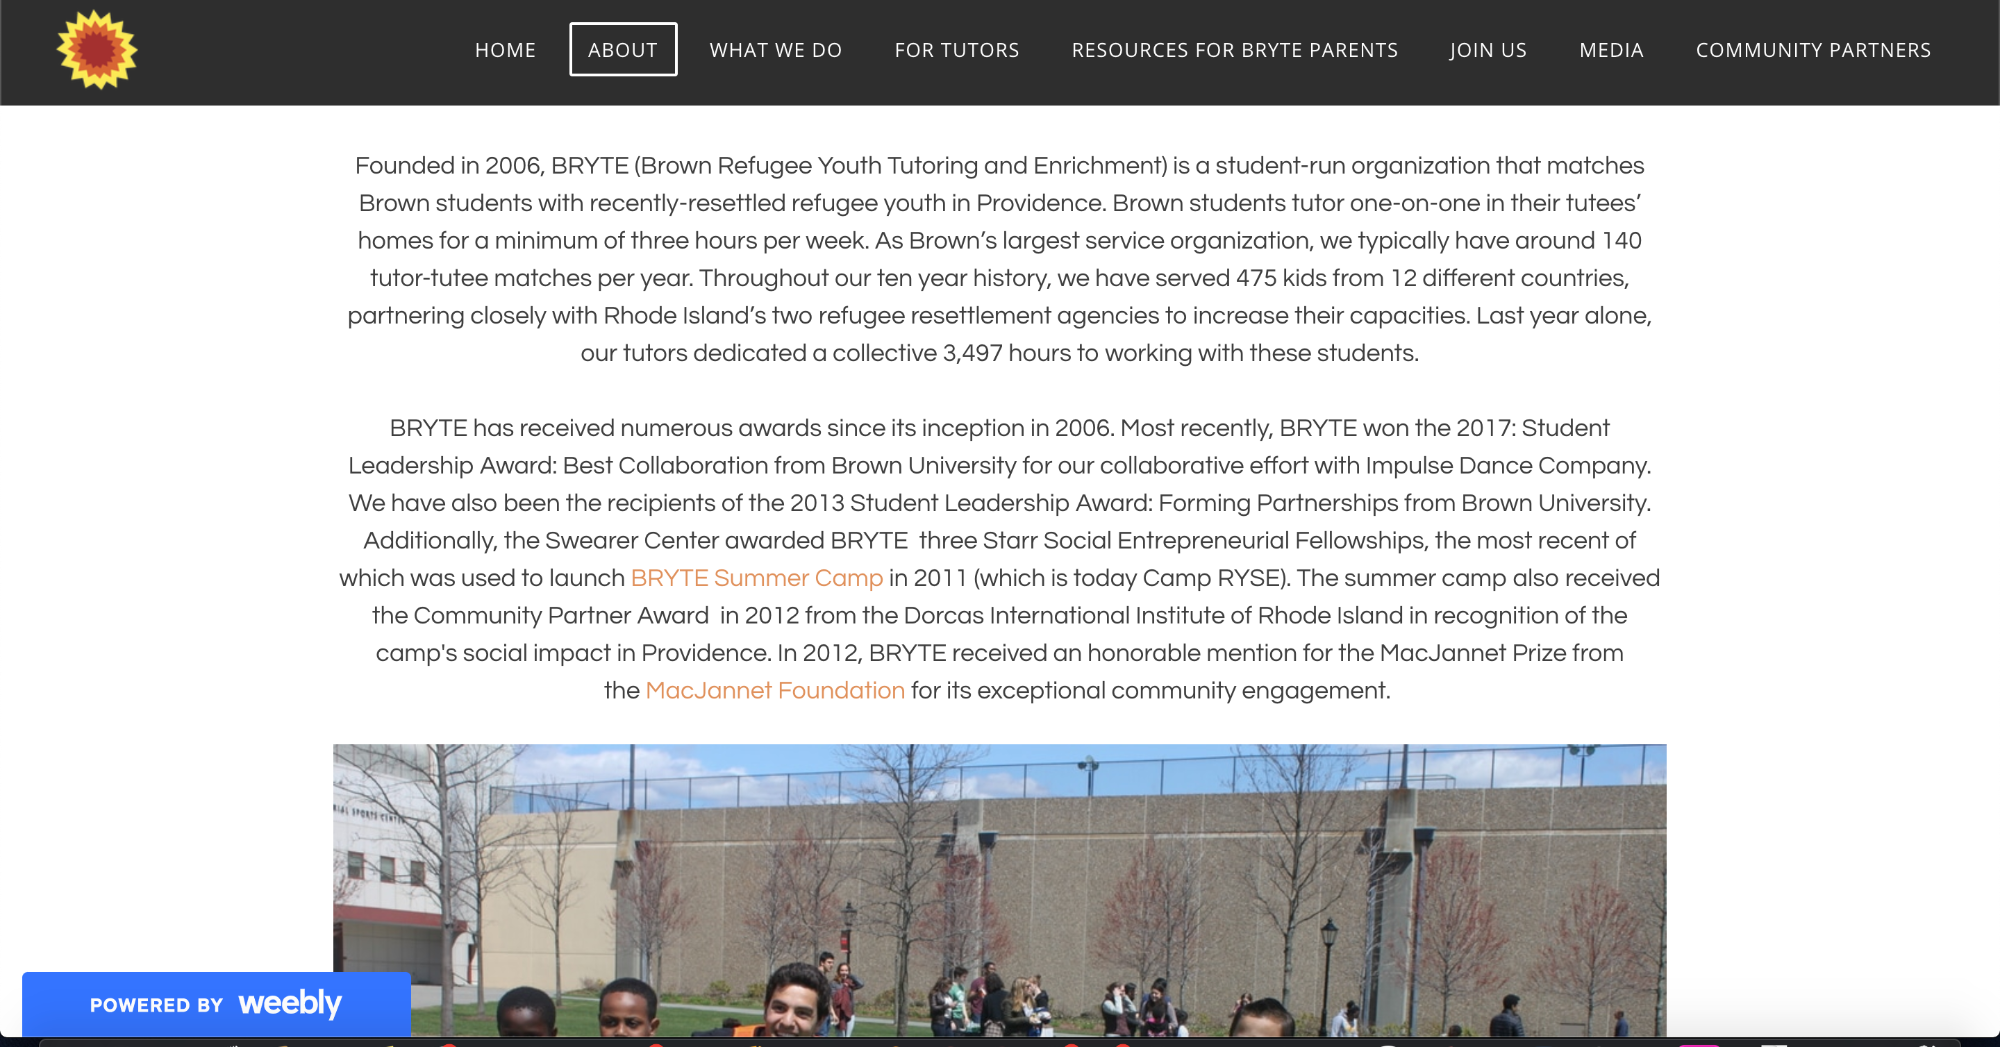 HOME ABOUT WHAT WE DO FOR TUTORS RESOURCES FOR BRYTE PARENTS JOIN US MEDIA COMMUNITY PARTNERS
Founded in 2006, BRYTE (Brown Refugee Youth Tutoring and Enrichment) is a student-run organization that matches
Brown students with recently-resettled refugee youth in Providence. Brown students tutor one-on-one in their tutees’
homes for a minimum of three hours per week. As Brown’s largest service organization, we typically have around 140
tutor-tutee matches per year. Throughout our ten year history, we have served 475 kids from 12 different countries,
partnering closely with Rhode Island’s two refugee resettlement agencies to increase their capacities. Last year alone,
our tutors dedicated a collective 3,497 hours to working with these students.
BRYTE has received numerous awards since its inception in 2006. Most recently, BRYTE won the 2017: Student
Leadership Award: Best Collaboration from Brown University for our collaborative effort with Impulse Dance Company.
We have also been the recipients of the 2013 Student Leadership Award: Forming Partnerships from Brown University.
Additionally, the Swearer Center awarded BRYTE  three Starr Social Entrepreneurial Fellowships, the most recent of
which was used to launch BRYTE Summer Camp in 2011 (which is today Camp RYSE). The summer camp also received
the Community Partner Award  in 2012 from the Dorcas International Institute of Rhode Island in recognition of the
camp's social impact in Providence. In 2012, BRYTE received an honorable mention for the MacJannet Prize from
the MacJannet Foundation for its exceptional community engagement.
SPORTS CENTER
POWERED BY weebly